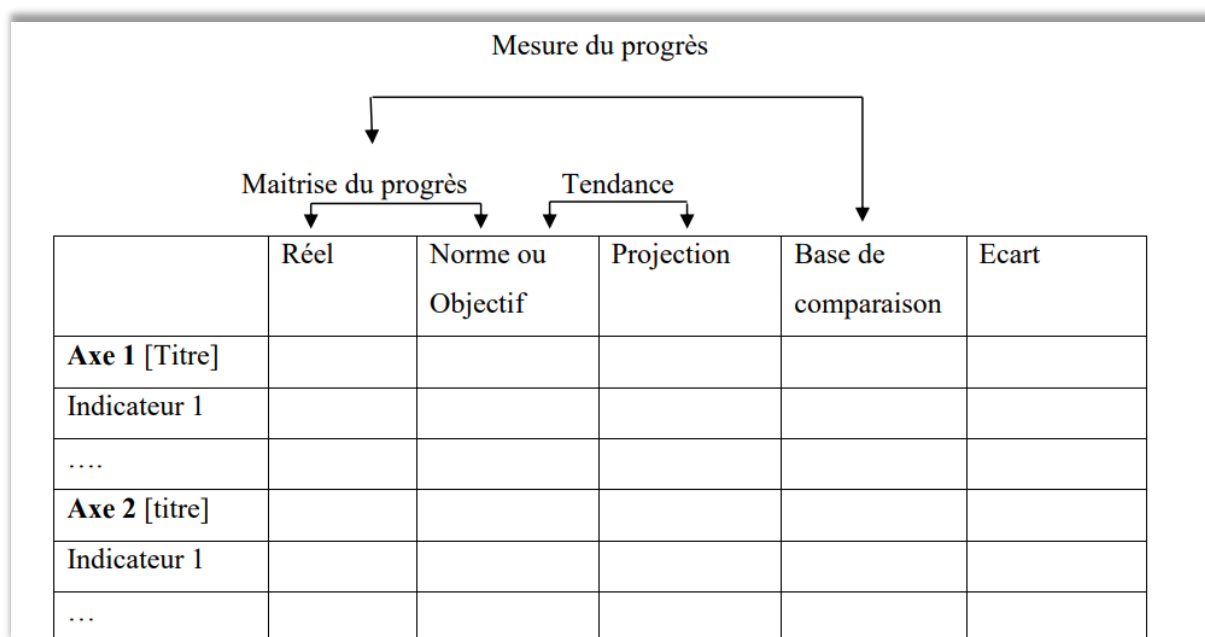 Mesure du progrès
Maitrise du progrès Tendance
Réel Norme ou Objectif Projection Base de comparaison Ecart
Axe 1 [Titre]
Indicateur 1
….
Axe 2 [titre]
Indicateur 1
…